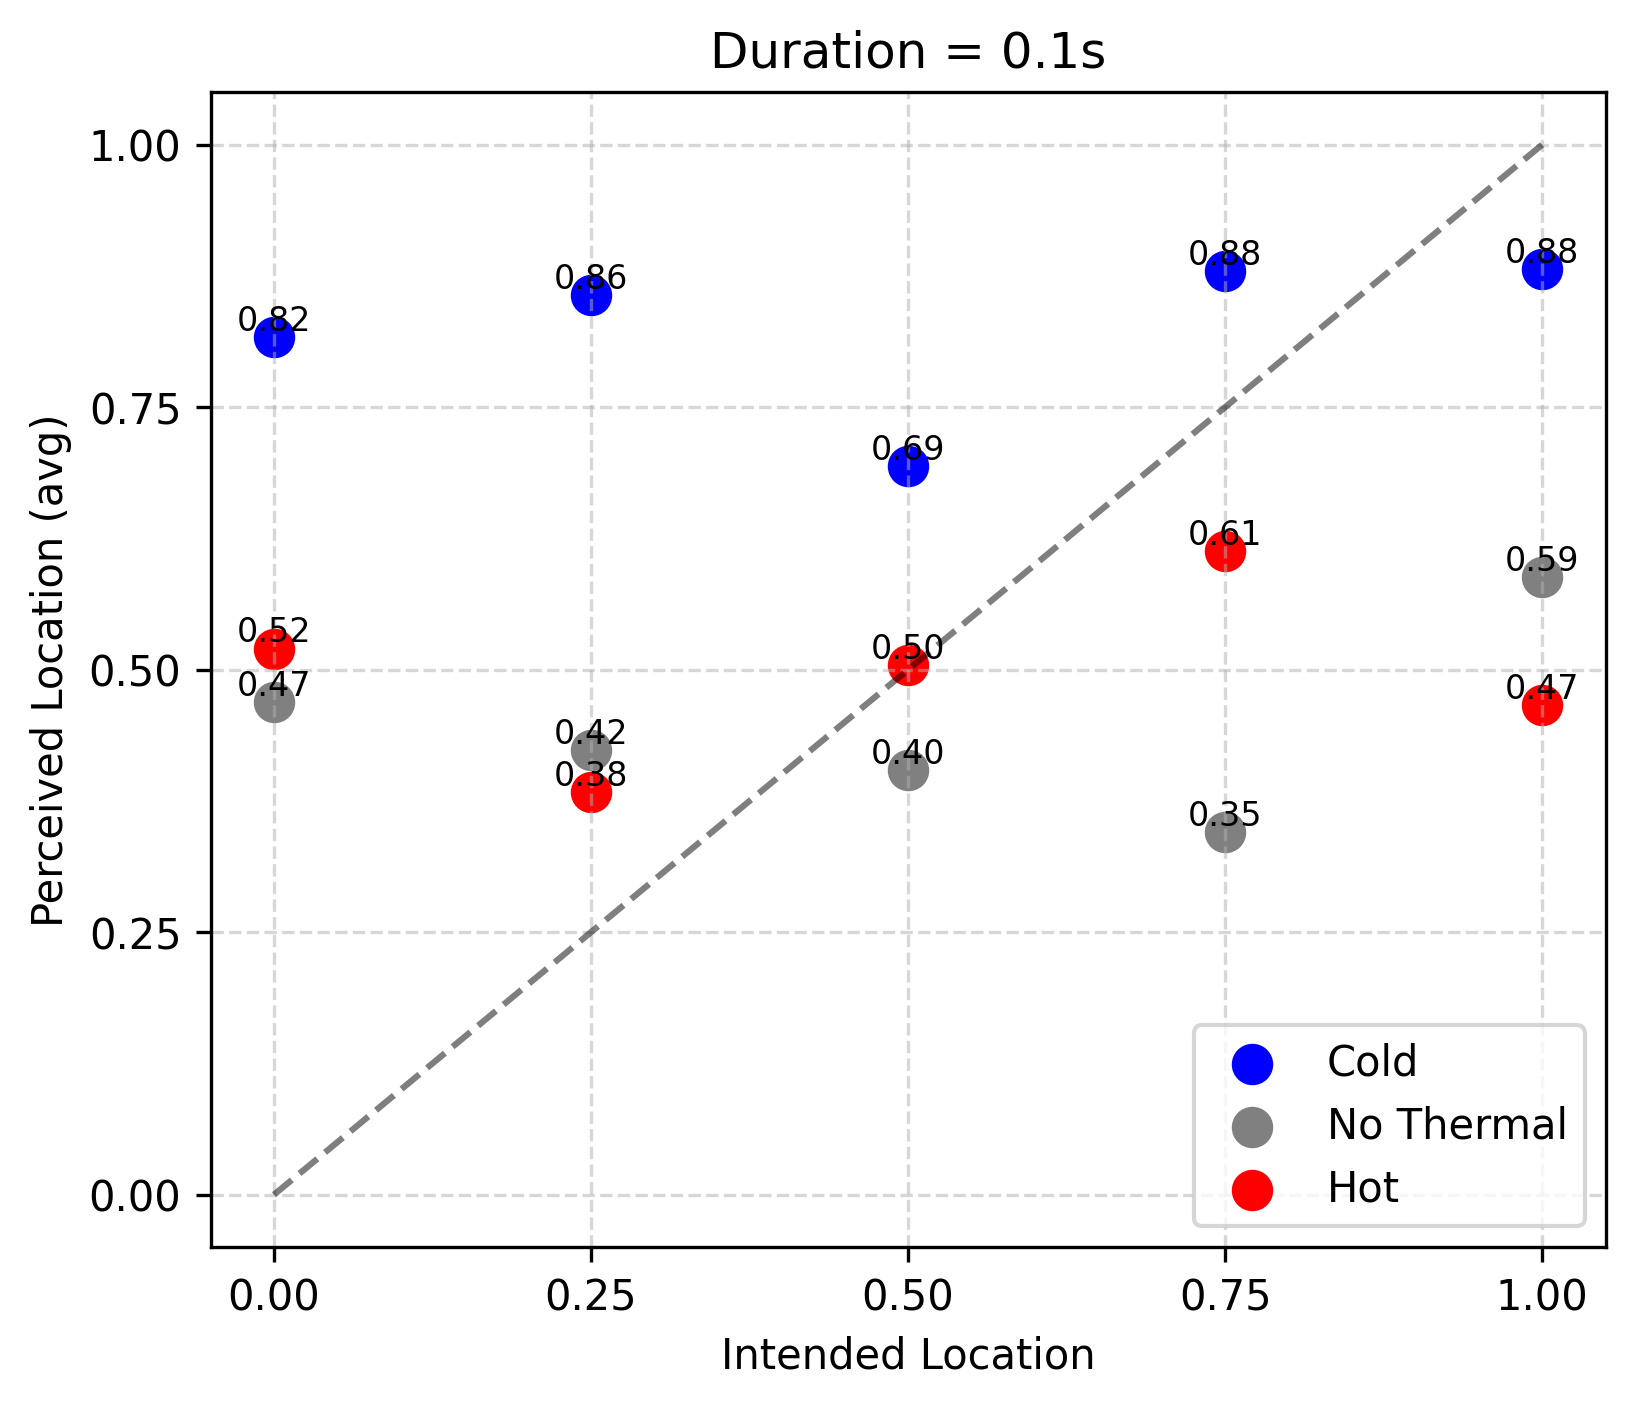 Duration = 0.1s
1.00
0.75
0.50
0.25
0.00
Perceived Location (avg)
0.82
0.86
0.69
0.88
0.88
0.52
0.47
0.42
0.38
0.50
0.40
0.61
0.35
0.59
0.47
Cold
No Thermal
Hot
0.00 0.25 0.50 0.75 1.00
Intended Location